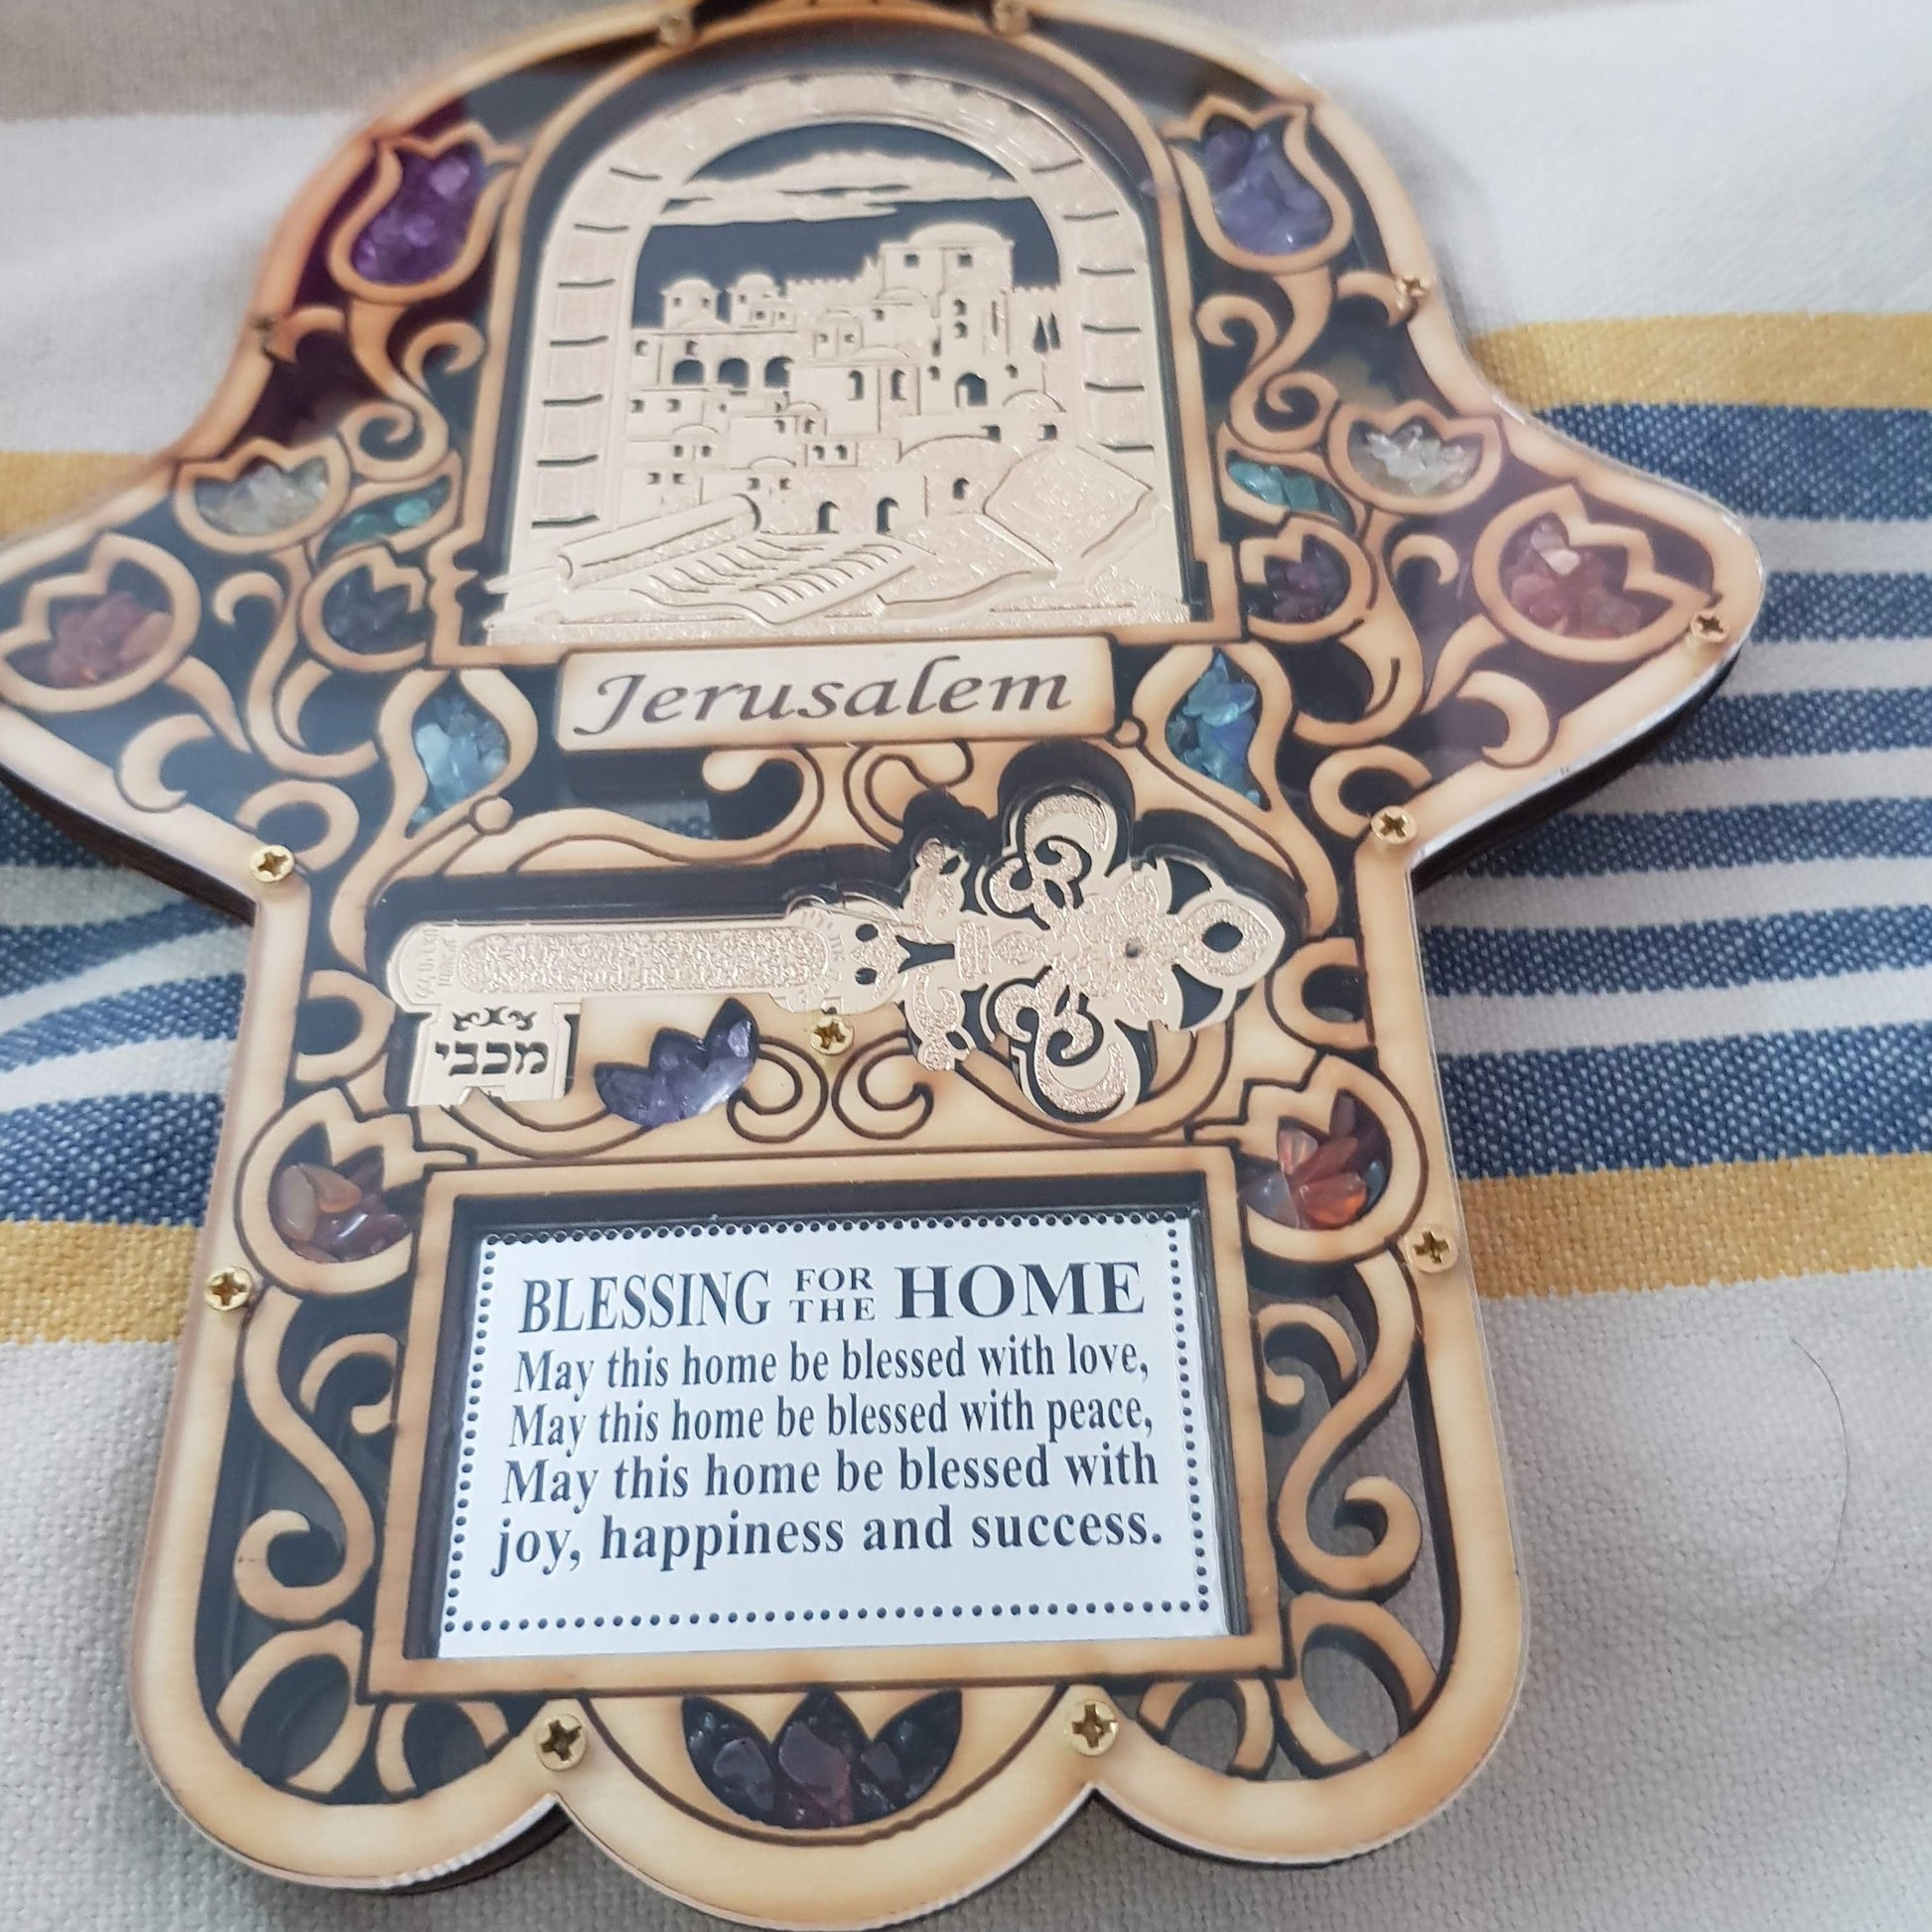 Jerusalem
מכבי
BLESSING FOR THE HOME
May this home be blessed with love,
May this home be blessed with peace,
May this home be blessed with
joy, happiness and success.